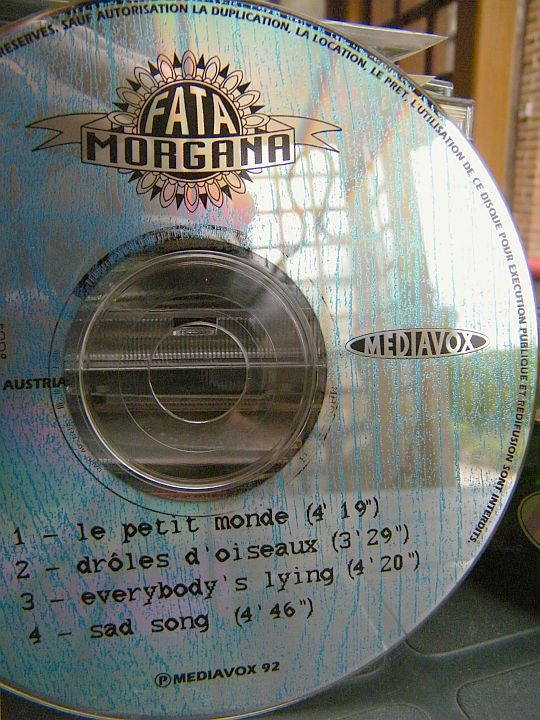 RESERVES, SAUF AUTORISATION LA DUPLICATION, LA LOCATION, LE PRET, L'UTILISATION DE CE DISQUE POUR EXECUTION PUBLIQUE ET REDIFUSION SONT INTERDITS.
FATA
MORGANA
MEDIAVOX
AUSTRIA
1 - le petit monde (4' 19")
2 - drôles d'oiseaux (3'29")
3 - everybody's lying (4'20")
4 - sad song (4'46")
℗ MEDIAVOX 92